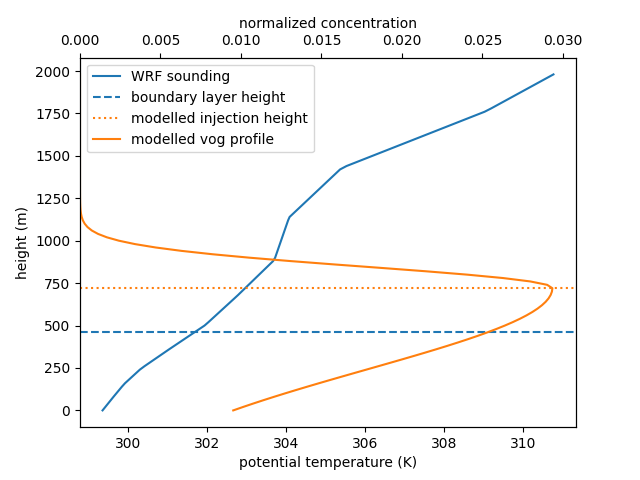 normalized concentration
0.000 0.005 0.010 0.015 0.020 0.025 0.030
WRF sounding
boundary layer height
modelled injection height
modelled vog profile
2000
1750
1500
1250
1000
750
500
250
0
height (m)
300 302 304 306 308 310
potential temperature (K)